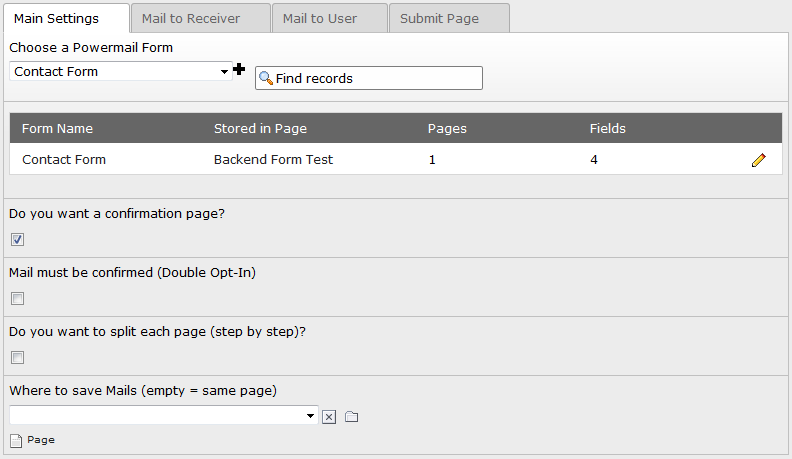 Main Settings Mail to Receiver Mail to User Submit Page
Choose a Powermail Form
Contact Form Find records
Form Name Stored in Page Pages Fields
Contact Form Backend Form Test 1 4
Do you want a confirmation page?
Mail must be confirmed (Double Opt-In)
Do you want to split each page (step by step)?
Where to save Mails (empty = same page)
Page